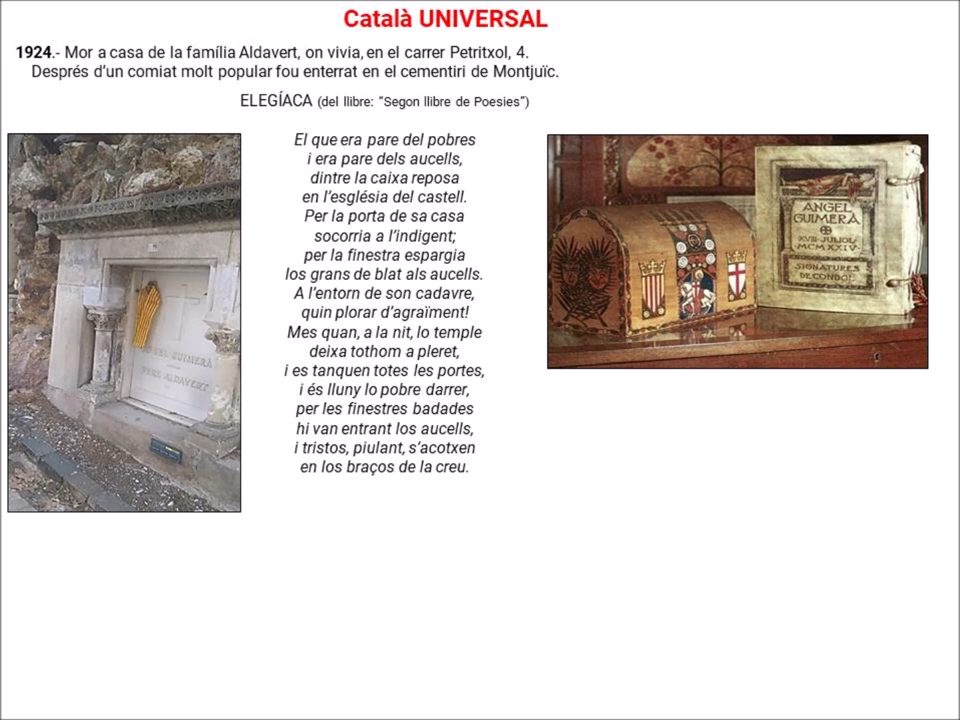 Català UNIVERSAL
1924.- Mor a casa de la família Aldavert, on vivia, en el carrer Petritxol, 4.
Després d'un comiat molt popular fou enterrat en el cementiri de Montjuïc.
ELEGÍACA (del llibre: "Segon llibre de Poesies")
El que era pare del pobres
i era pare dels aucells,
dintre la caixa reposa
en l'església del castell.
Per la porta de sa casa
socorria a l'indigent;
per la finestra espargia
los grans de blat als aucells.
A l'entorn de son cadavre,
quin plorar d'agraïment!
Mes quan, a la nit, lo temple
deixa tothom a pleret,
i es tanquen totes les portes,
i és lluny lo pobre darrer,
per les finestres badades
hi van entrant los aucells,
i tristos, piulant, s'acotxen
en los braços de la creu.
ANGEL GUIMERÀ
PERE ALDAVERT
ANGEL
GUIMERÀ
XVIII·JULIOL
MCMXXIV
SIGNATURES
DE CONDOL